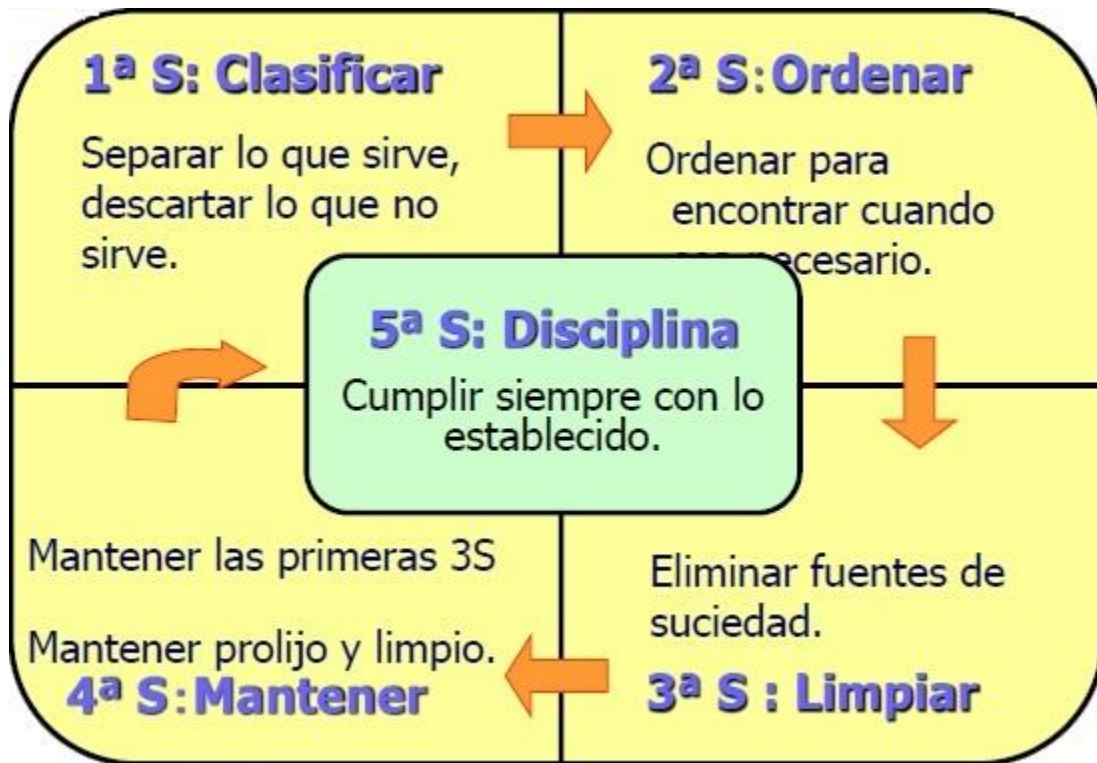 1ª S: Clasificar
Separar lo que sirve,
descartar lo que no
sirve.
2ª S: Ordenar
Ordenar para
encontrar cuando
necesario.
5ª S: Disciplina
Cumplir siempre con lo
establecido.
Eliminar fuentes de
suciedad.
3ª S : Limpiar
Mantener las primeras 3S
Mantener prolijo y limpio.
4ª S: Mantener